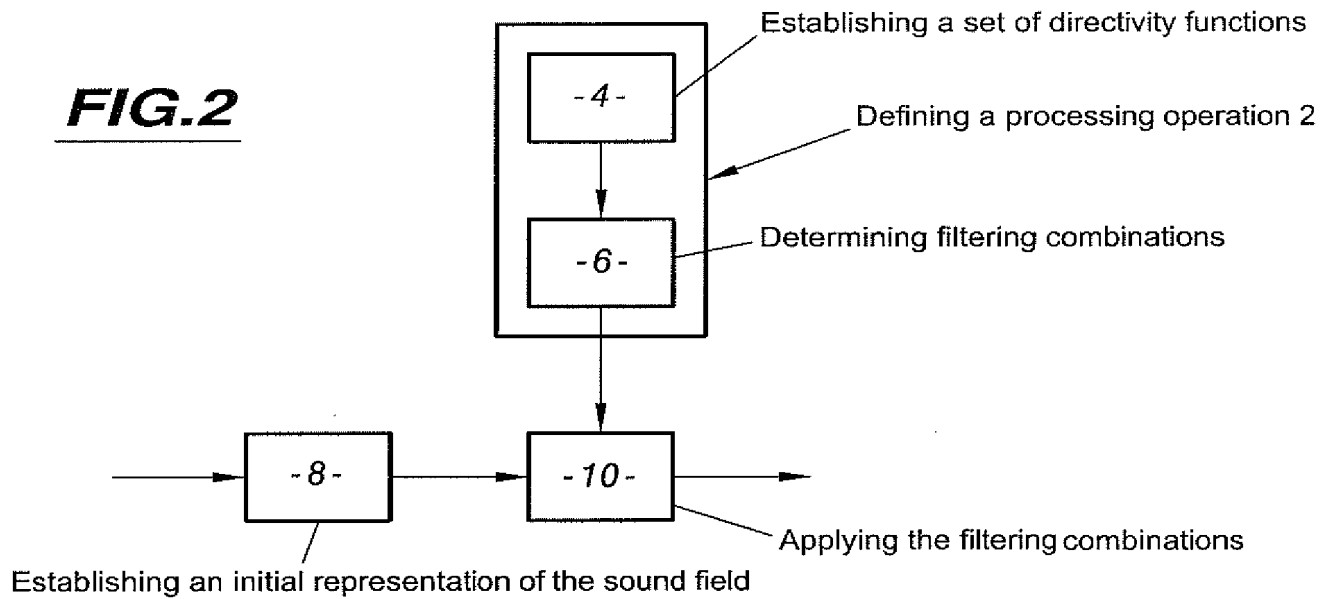 Establishing a set of directivity functions
-4-
FIG.2
Defining a processing operation 2
Determining filtering combinations
-6-
-8-
-10-
Applying the filtering combinations
Establishing an initial representation of the sound field